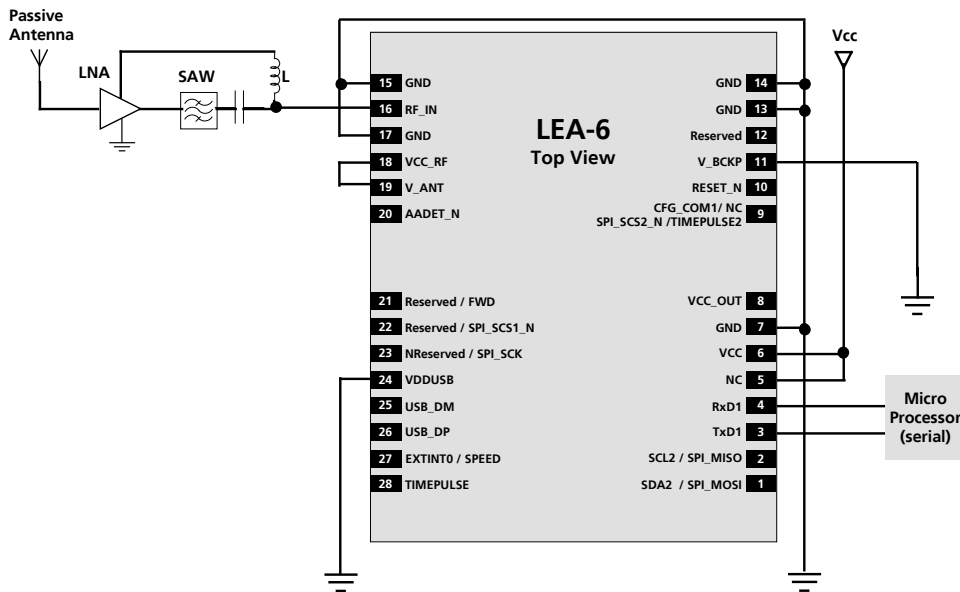 Passive
Antenna
LNA
SAW
L
Vcc
LEA-6
Top View
15 GND
16 RF_IN
17 GND
18 VCC_RF
19 V_ANT
20 AADET_N
21 Reserved / FWD
22 Reserved / SPI_SCS1_N
23 NReserved / SPI_SCK
24 VDDUSB
25 USB_DM
26 USB_DP
27 EXTINT0 / SPEED
28 TIMEPULSE
GND 14
GND 13
Reserved 12
V_BCKP 11
RESET_N 10
CFG_COM1/ NC
SPI_SCS2_N /TIMEPULSE2 9
VCC_OUT 8
GND 7
VCC 6
NC 5
RxD1 4
TxD1 3
SCL2 / SPI_MISO 2
SDA2 / SPI_MOSI 1
Micro
Processor
(serial)